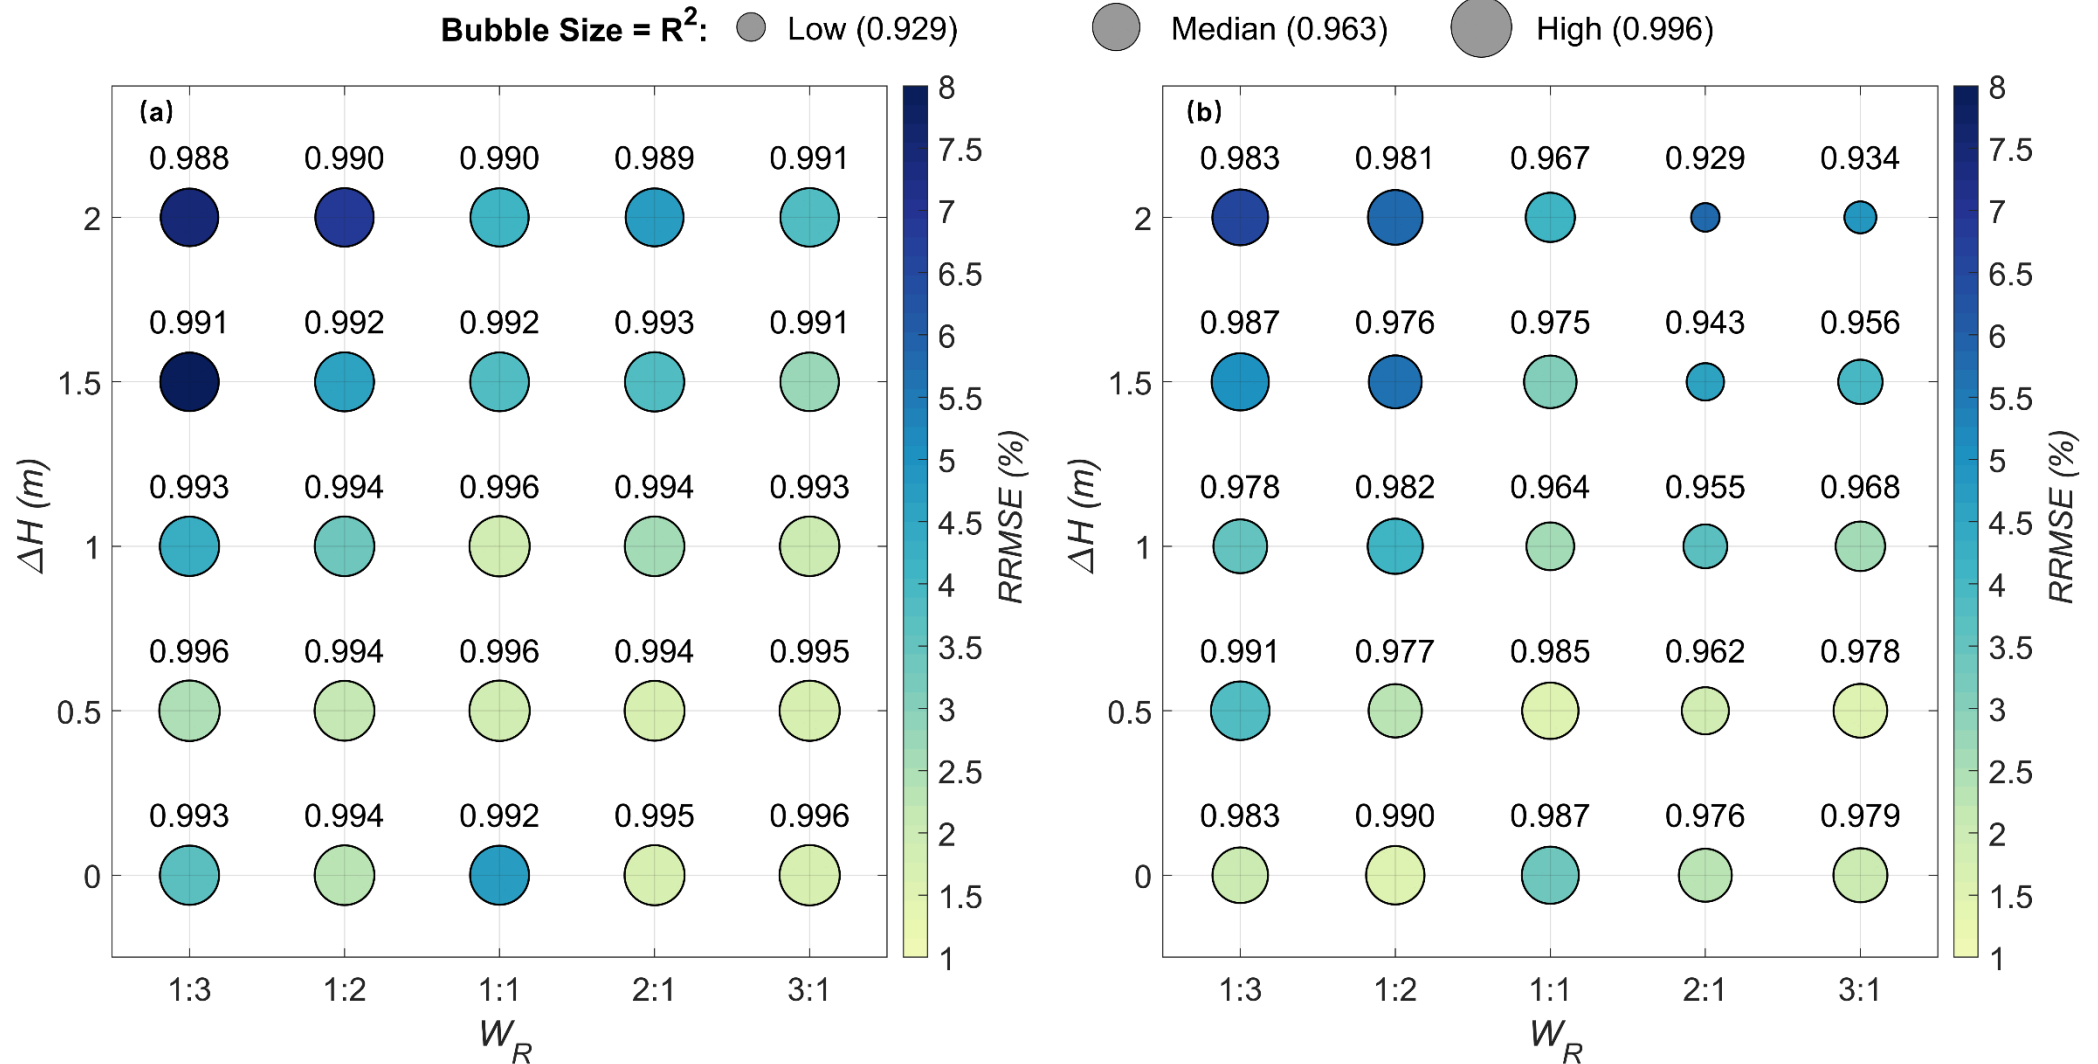 Bubble Size = R²: Low (0.929) Median (0.963) High (0.996)
(a)
0.988 0.990 0.990 0.989 0.991
2
0.991 0.992 0.992 0.993 0.991
1.5
0.993 0.994 0.996 0.994 0.993
1
0.996 0.994 0.996 0.994 0.995
0.5
0.993 0.994 0.992 0.995 0.996
0
ΔH (m)
1:3 1:2 1:1 2:1 3:1
W_R
8
7.5
7
6.5
6
5.5
5
4.5
4
3.5
3
2.5
2
1.5
1
RRMSE (%)
(b)
0.983 0.981 0.967 0.929 0.934
2
0.987 0.976 0.975 0.943 0.956
1.5
0.978 0.982 0.964 0.955 0.968
1
0.991 0.977 0.985 0.962 0.978
0.5
0.983 0.990 0.987 0.976 0.979
0
ΔH (m)
1:3 1:2 1:1 2:1 3:1
W_R
8
7.5
7
6.5
6
5.5
5
4.5
4
3.5
3
2.5
2
1.5
1
RRMSE (%)